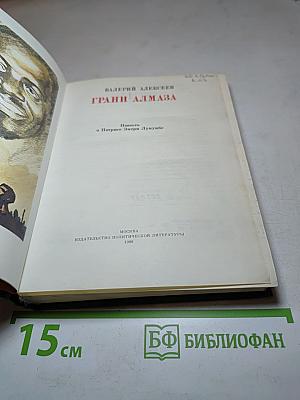 ВАЛЕРИЙ АЛЕКСЕЕВ
ГРАНИ АЛМАЗА
Повесть
о Патрисе Эмери Лумумбе
МОСКВА
ИЗДАТЕЛЬСТВО ПОЛИТИЧЕСКОЙ ЛИТЕРАТУРЫ
15 см
БФ БИБЛИОФАН